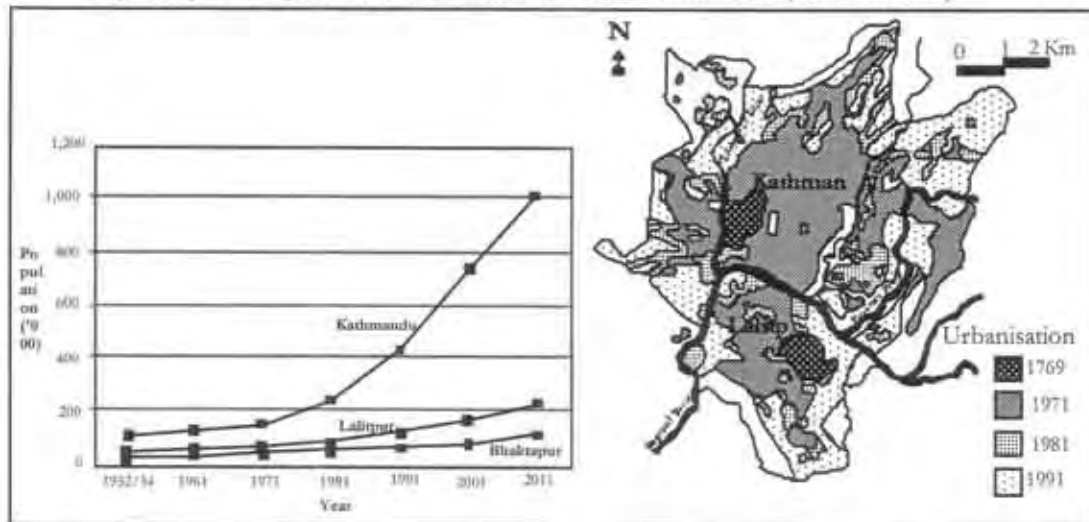 1,200
1,000
800
600
400
200
0
Po
pul
ati
on
('0
00)
Kathmandu
Lalitpur
Bhaktapur
1952/54 1961 1971 1981 1991 2001 2011
Year
N
0 1 2 Km
Kathman
Urbanisation
1769
1971
1981
1991